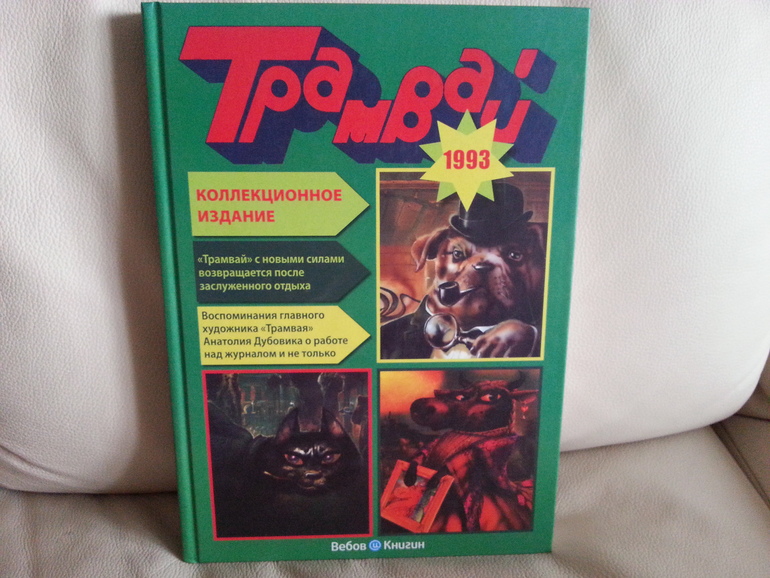 Трамвай
1993
КОЛЛЕКЦИОННОЕ
ИЗДАНИЕ
«Трамвай» с новыми силами
возвращается после
заслуженного отдыха
Воспоминания главного
художника «Трамвая»
Анатолия Дубовика о работе
над журналом и не только
Вебов ц Книгин